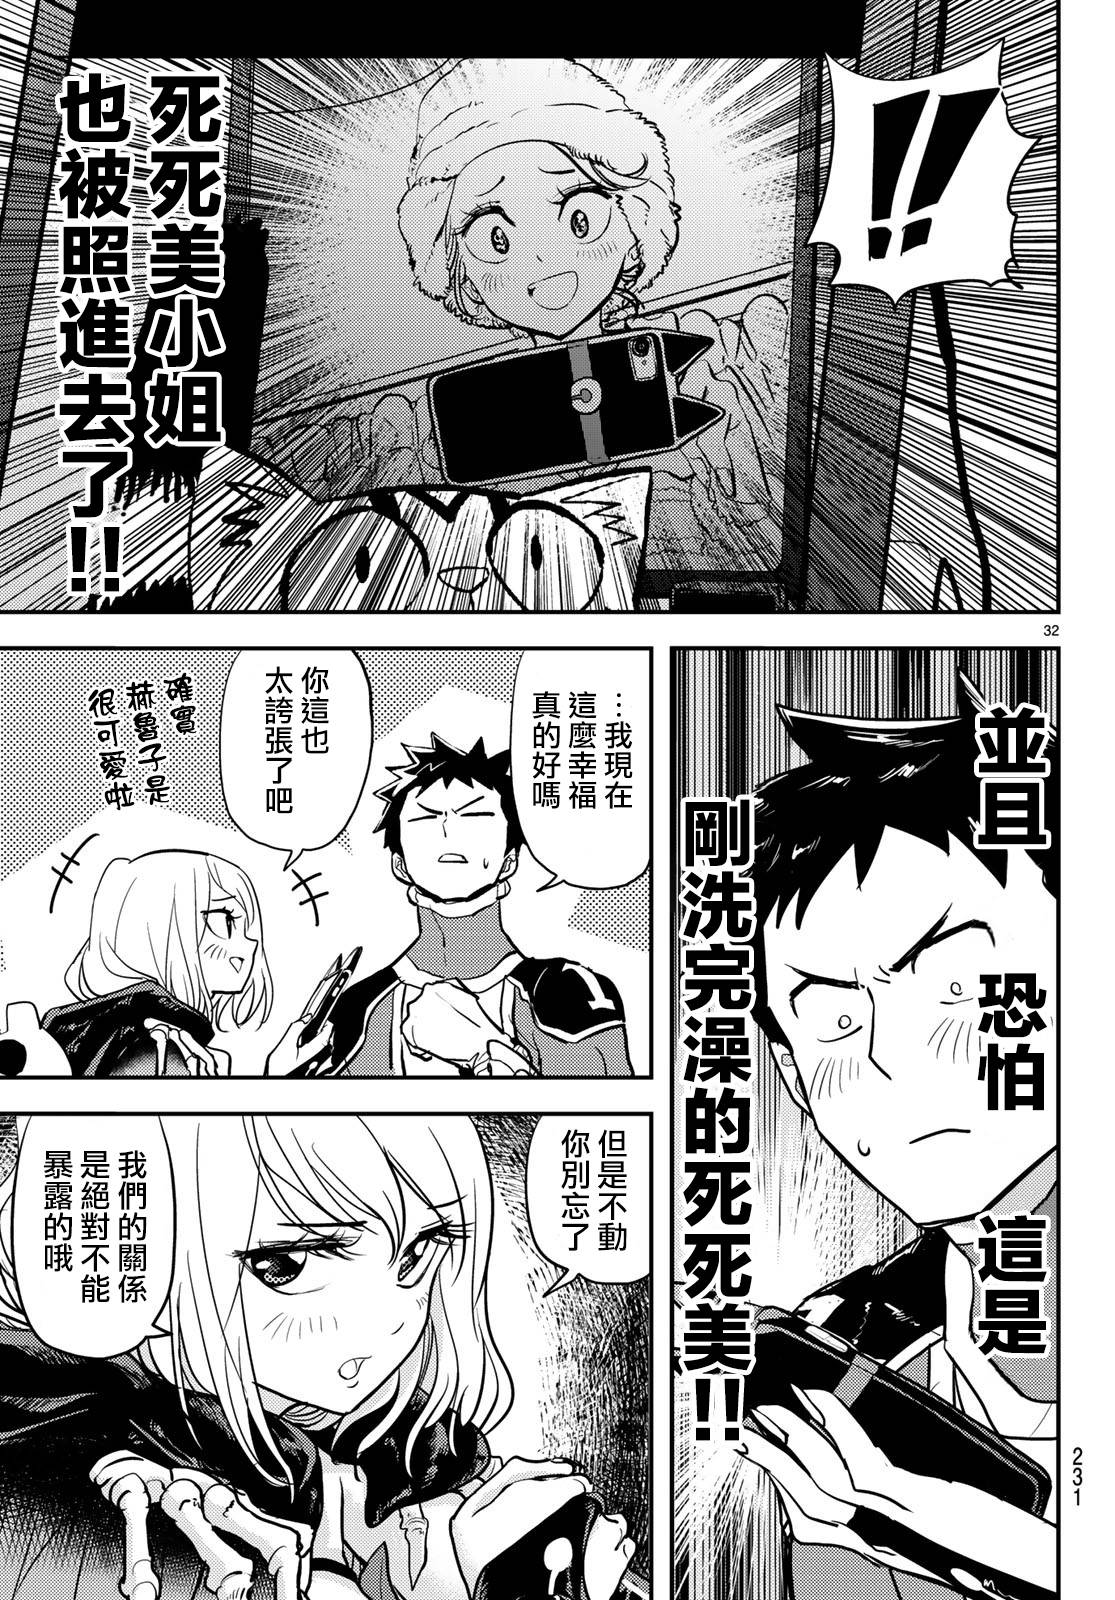 !!
死死美小姐
也被照進去了!!
32
並且
恐怕
這是
剛洗完澡的死死美!!
…我現在
這麼幸福
真的好嗎
你這也
太誇張了吧
確實
赫魯子是
很可愛啦
但是不動
你別忘了
我們的關係
是絕對不能
暴露的哦
231